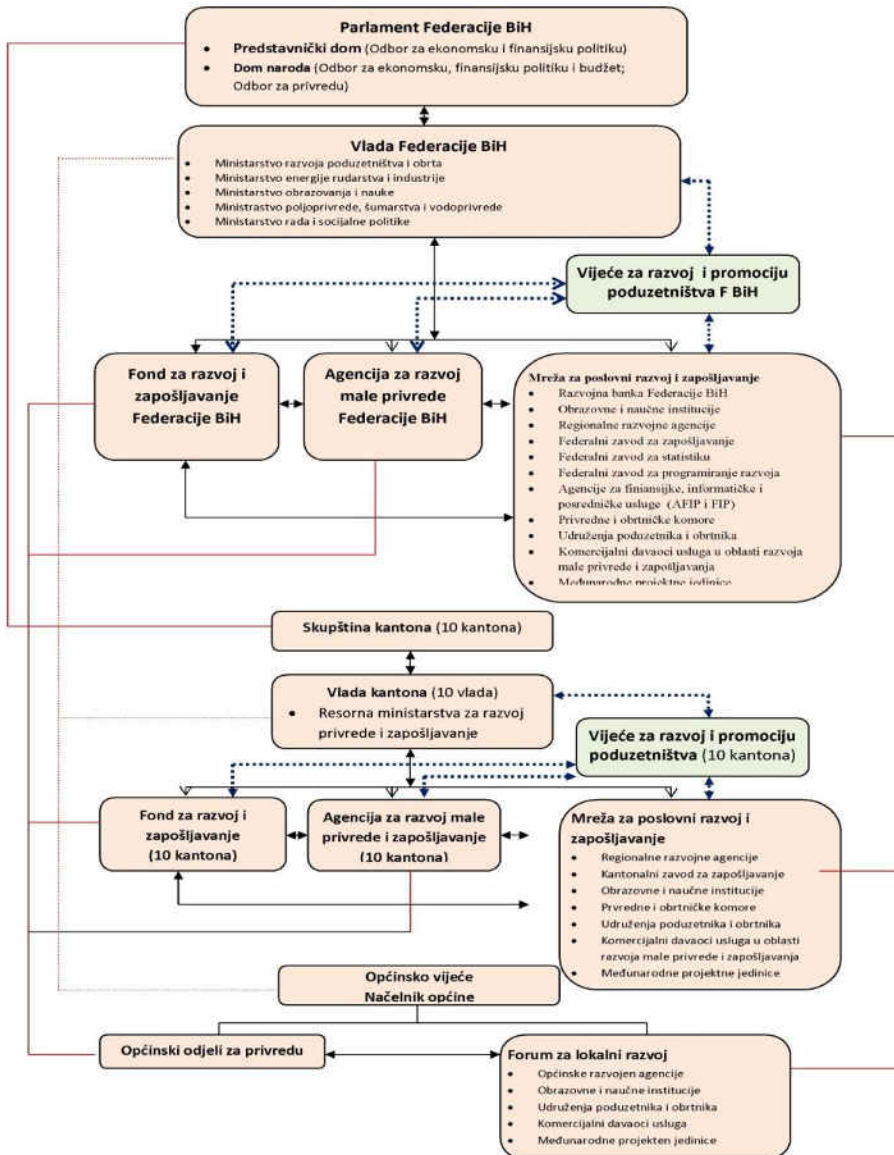 Parlament Federacije BiH
• Predstavnički dom (Odbor za ekonomsku i finansijsku politiku)
• Dom naroda (Odbor za ekonomsku, finansijsku politiku i budžet;
Odbor za privredu)
Vlada Federacije BiH
• Ministarstvo razvoja poduzetništva i obrta
• Ministarstvo energije rudarstva i industrije
• Ministarstvo obrazovanja i nauke
• Ministrastvo poljoprivrede, šumarstva i vodoprivrede
• Ministarstvo rada i socijalne politike
Vijeće za razvoj i promociju
poduzetništva F BiH
Fond za razvoj i
zapošljavanje
Federacije BiH
Agencija za razvoj
male privrede
Federacije BiH
Mreža za poslovni razvoj i zapošljavanje
• Razvojna banka Federacije BiH
• Obrazovne i naučne institucije
• Regionalne razvojne agencije
• Federalni zavod za zapošljavanje
• Federalni zavod za statistiku
• Federalni zavod za programiranje razvoja
• Agencije za finiansijke, informatičke i
posredničke usluge (AFIP i FIP)
• Privredne i obrtničke komore
• Udruženja poduzetnika i obrtnika
• Komercijalni davaoci usluga u oblasti razvoja
male privrede i zapošljavanja
• Međunarodne projektne jedinice
Skupština kantona (10 kantona)
Vlada kantona (10 vlada)
• Resorna ministarstva za razvoj
privrede i zapošljavanje
Vijeće za razvoj i promociju
poduzetništva (10 kantona)
Fond za razvoj i
zapošljavanje
(10 kantona)
Agencija za razvoj male
privrede i zapošljavanje
(10 kantona)
Mreža za poslovni razvoj i
zapošljavanje
• Regionalne razvojne agencije
• Kantonalni zavod za zapošljavanje
• Obrazovne i naučne institucije
• Prvredne i obrtničke komore
• Udruženja poduzetnika i obrtnika
• Komercijalni davaoci usluga u oblasti
razvoja male privrede i zapošljavanja
• Međunarodne projektne jedinice
Općinsko vijeće
Načelnik općine
Općinski odjeli za privredu
Forum za lokalni razvoj
• Općinske razvojen agencije
• Obrazovne i naučne institucije
• Udruženja poduzetnika i obrtnika
• Komercijalni davaoci usluga
• Međunarodne projekten jedinice